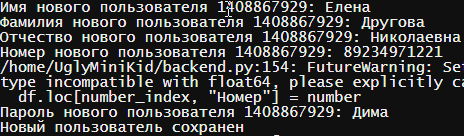 Имя нового пользователя 1408867929: Елена
Фамилия нового пользователя 1408867929: Другова
Отчество нового пользователя 1408867929: Николаевна
Номер нового пользователя 1408867929: 89234971221
/home/UglyMiniKid/backend.py:154: FutureWarning: Se
type incompatible with float64, please explicitly ca
df.loc[number_index, "Номер"] = number
Пароль нового пользователя 1408867929: Дима
Новый пользователь сохранен